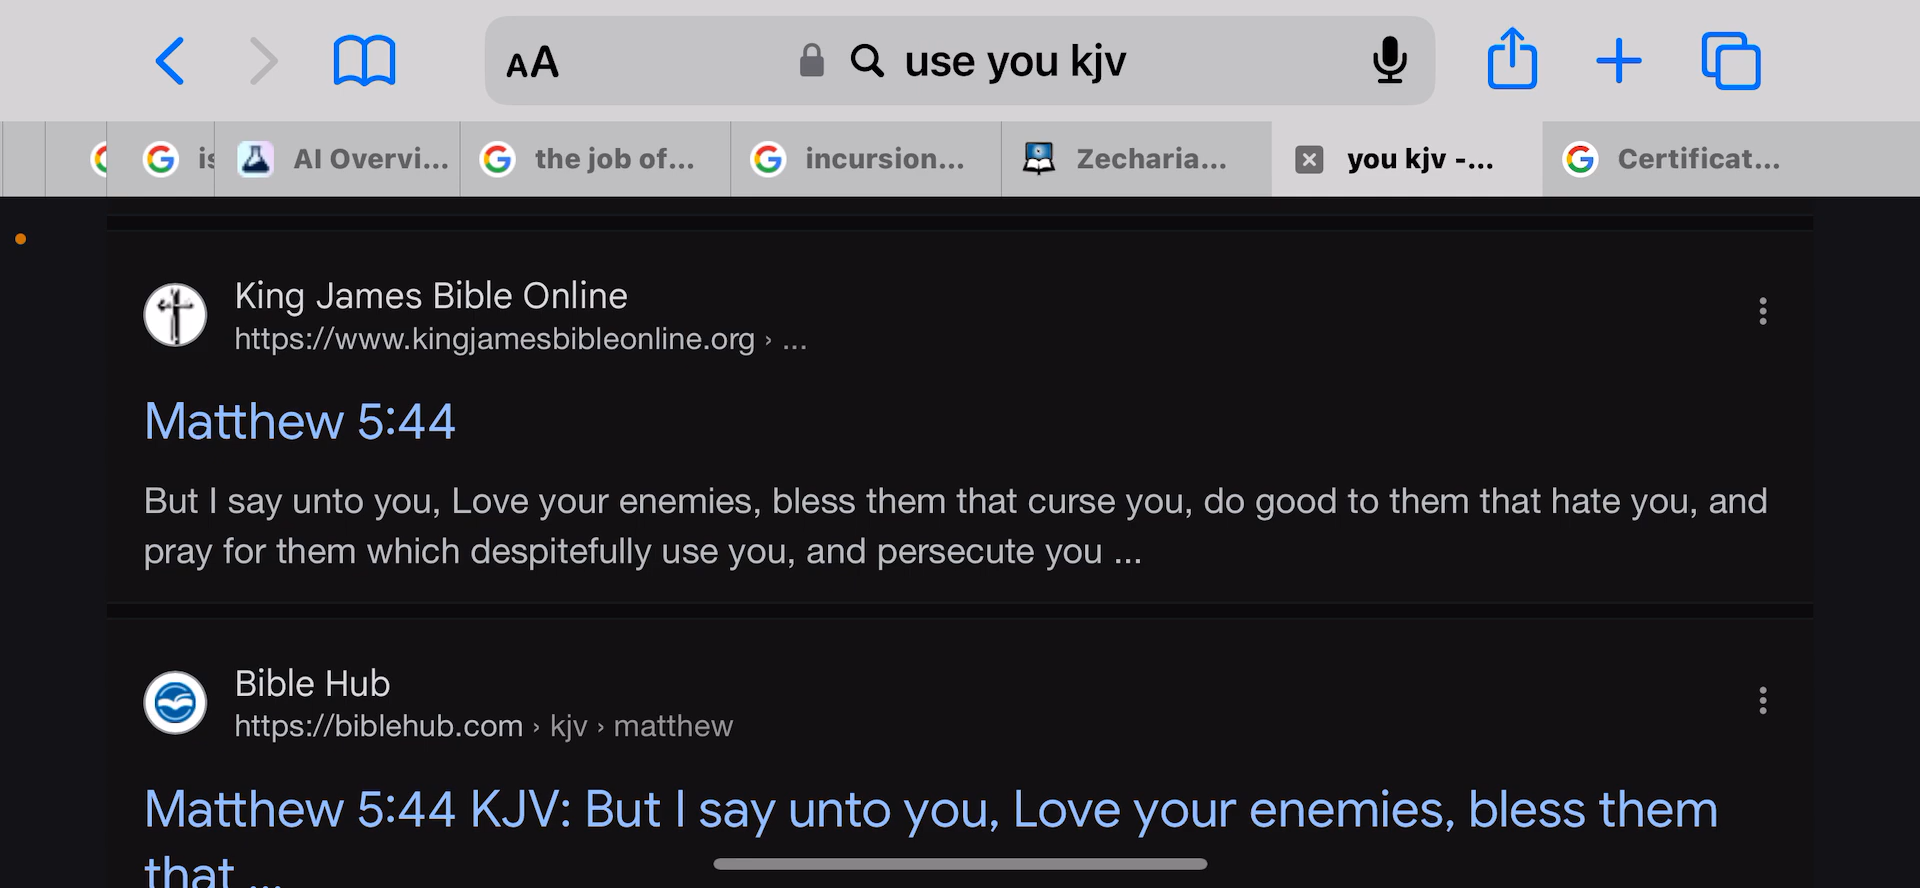 AA use you kjv
is AI Overvi... the job of... incursion... Zecharia... you kjv -... Certificat...
King James Bible Online
https://www.kingjamesbibleonline.org › ...
Matthew 5:44
But I say unto you, Love your enemies, bless them that curse you, do good to them that hate you, and
pray for them which despitefully use you, and persecute you ...
Bible Hub
https://biblehub.com › kjv › matthew
Matthew 5:44 KJV: But I say unto you, Love your enemies, bless them
that ...